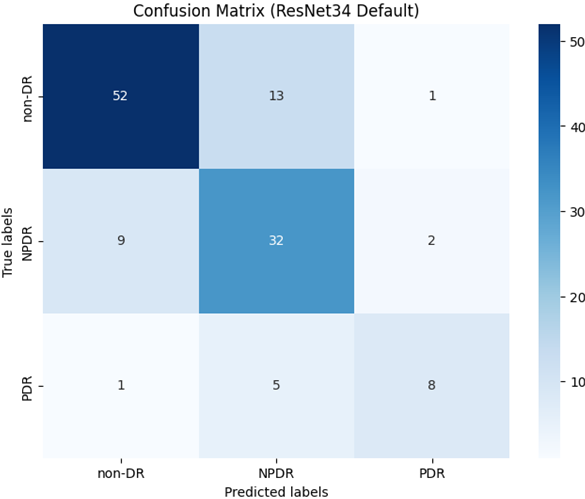 Confusion Matrix (ResNet34 Default)
non-DR 52 13 1
NPDR 9 32 2
PDR 1 5 8
non-DR NPDR PDR
Predicted labels
True labels
50
40
30
20
10